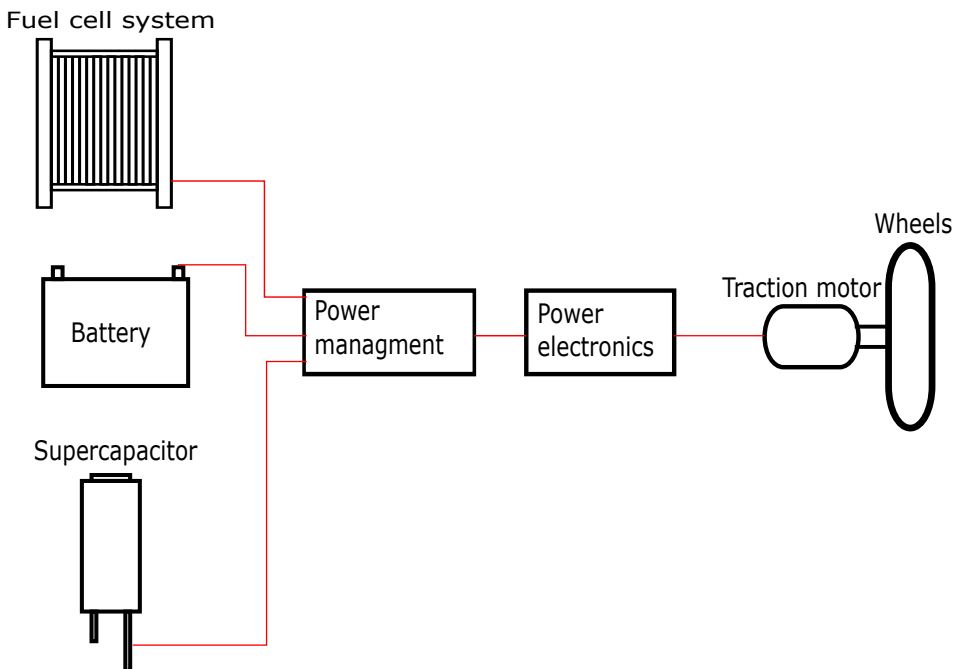 Fuel cell system
Battery
Supercapacitor
Power
managment
Power
electronics
Traction motor
Wheels